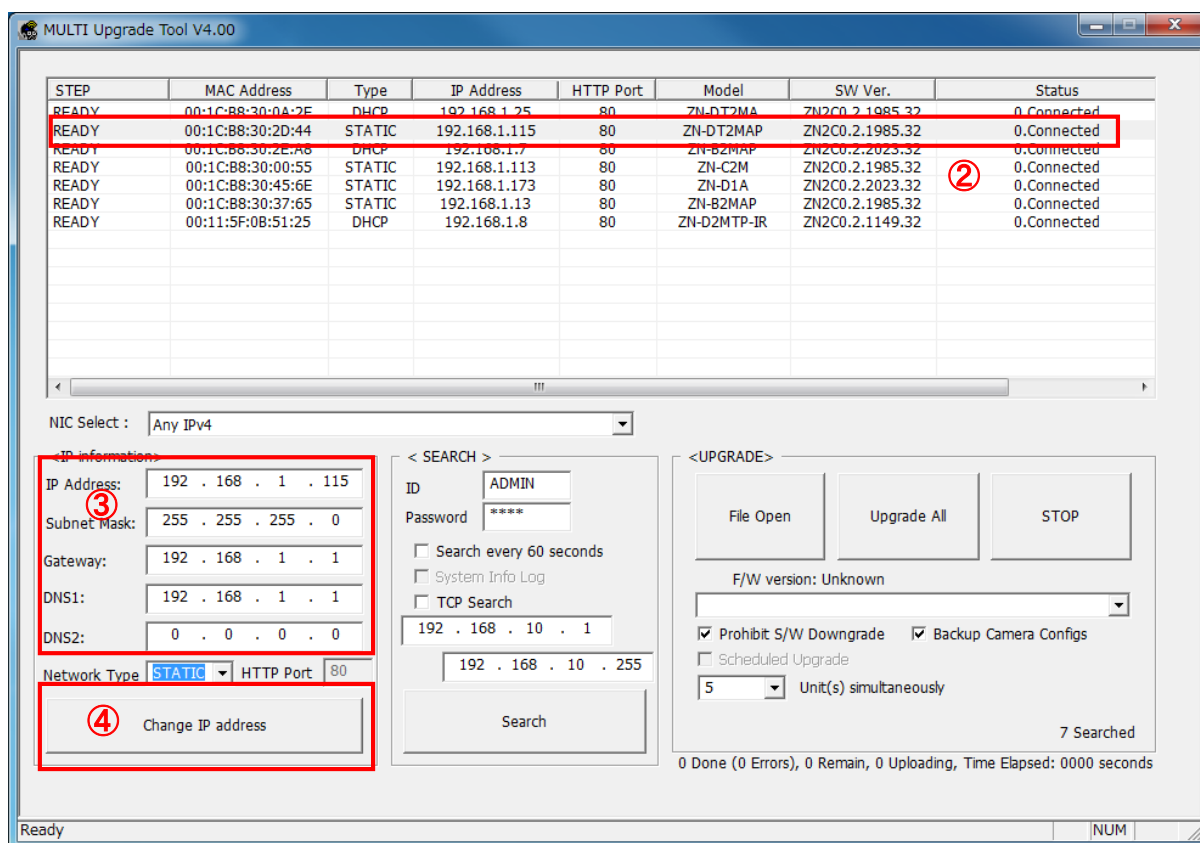 MULTI Upgrade Tool V4.00
STEP MAC Address Type IP Address HTTP Port Model SW Ver. Status
READY 00:1C:B8:30:0A:2F DHCP 192.168.1.25 80 ZN-DT2MA ZN2C0.2.1985.32 0.Connected
READY 00:1C:B8:30:2D:44 STATIC 192.168.1.115 80 ZN-DT2MAP ZN2C0.2.1985.32 0.Connected
READY 00:1C:B8:30:2E:A8 DHCP 192.168.1.7 80 ZN-B2MAP ZN2C0.2.2023.32 0.Connected
READY 00:1C:B8:30:00:55 STATIC 192.168.1.113 80 ZN-C2M ZN2C0.2.1985.32 0.Connected
②
READY 00:1C:B8:30:45:6E STATIC 192.168.1.173 80 ZN-D1A ZN2C0.2.2023.32 0.Connected
READY 00:1C:B8:30:37:65 STATIC 192.168.1.13 80 ZN-B2MAP ZN2C0.2.1985.32 0.Connected
READY 00:11:5F:0B:51:25 DHCP 192.168.1.8 80 ZN-D2MTP-IR ZN2C0.2.1149.32 0.Connected
NIC Select : Any IPv4
<IP information>
IP Address: 192 . 168 . 1 . 115
③
Subnet Mask: 255 . 255 . 255 . 0
Gateway: 192 . 168 . 1 . 1
DNS1: 192 . 168 . 1 . 1
DNS2: 0 . 0 . 0 . 0
Network Type STATIC HTTP Port 80
④ Change IP address
< SEARCH >
ID ADMIN
Password ****
Search every 60 seconds
System Info Log
TCP Search
192 . 168 . 10 . 1
192 . 168 . 10 . 255
Search
<UPGRADE>
File Open Upgrade All STOP
F/W version: Unknown
Prohibit S/W Downgrade Backup Camera Configs
Scheduled Upgrade
5 Unit(s) simultaneously
7 Searched
0 Done (0 Errors), 0 Remain, 0 Uploading, Time Elapsed: 0000 seconds
Ready NUM